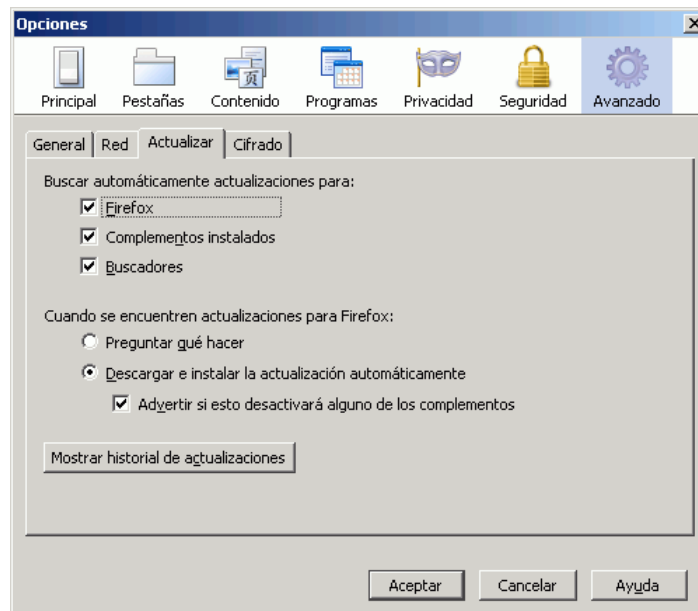 Opciones
Principal Pestañas Contenido Programas Privacidad Seguridad Avanzado
General Red Actualizar Cifrado
Buscar automáticamente actualizaciones para:
Firefox
Complementos instalados
Buscadores
Cuando se encuentren actualizaciones para Firefox:
Preguntar qué hacer
Descargar e instalar la actualización automáticamente
Advertir si esto desactivará alguno de los complementos
Mostrar historial de actualizaciones
Aceptar Cancelar Ayuda